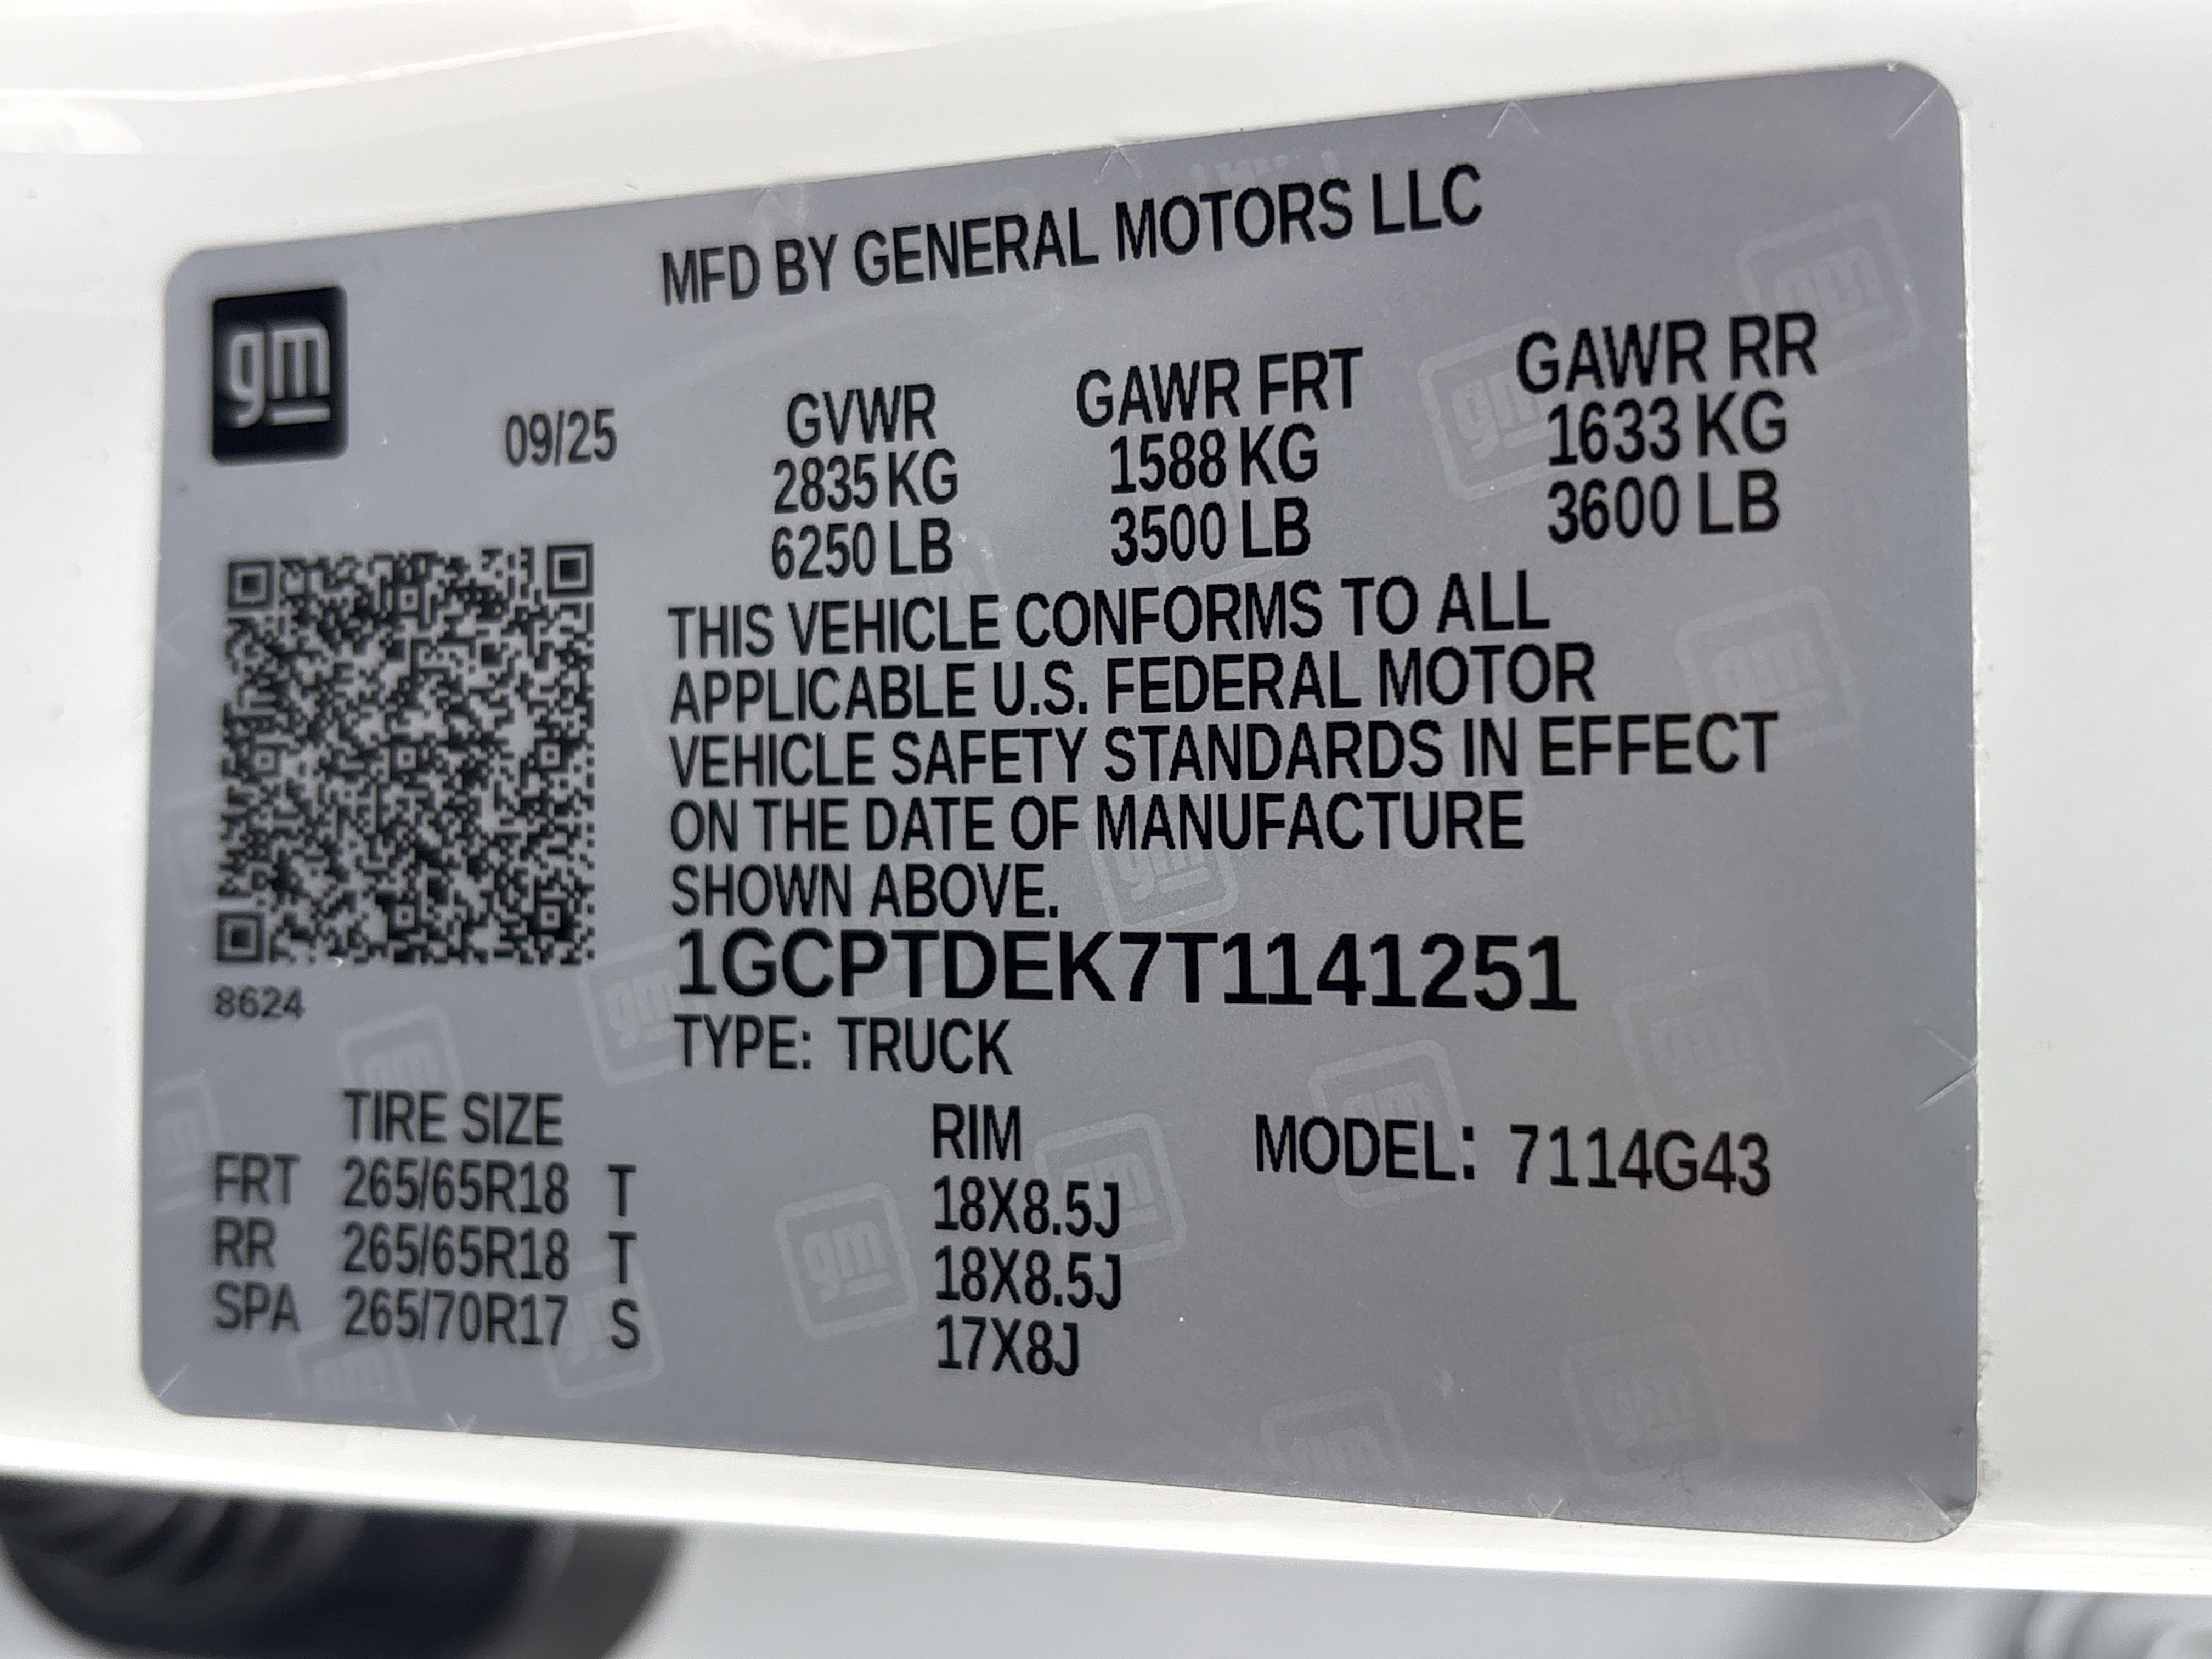 MFD BY GENERAL MOTORS LLC
gm
09/25
GVWR GAWR FRT GAWR RR
2835 KG 1588 KG 1633 KG
6250 LB 3500 LB 3600 LB
THIS VEHICLE CONFORMS TO ALL
APPLICABLE U.S. FEDERAL MOTOR
VEHICLE SAFETY STANDARDS IN EFFECT
ON THE DATE OF MANUFACTURE
SHOWN ABOVE.
1GCPTDEK7T1141251
8624
TYPE: TRUCK
TIRE SIZE RIM MODEL: 7114G43
FRT 265/65R18 T 18X8.5J
RR 265/65R18 T 18X8.5J
SPA 265/70R17 S 17X8J